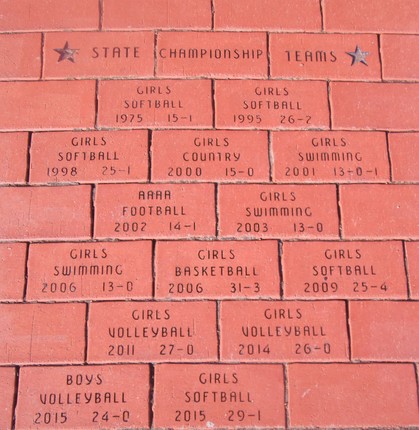 STATE CHAMPIONSHIP TEAMS
GIRLS
SOFTBALL
1975 15-1
GIRLS
SOFTBALL
1995 26-7
GIRLS
SOFTBALL
1998 25-1
GIRLS
COUNTRY
2000 15-0
GIRLS
SWIMMING
2001 13-0-1
AAAA
FOOTBALL
2002 14-1
GIRLS
SWIMMING
2003 13-0
GIRLS
SWIMMING
2006 13-0
GIRLS
BASKETBALL
2006 31-3
GIRLS
SOFTBALL
2009 25-4
GIRLS
VOLLEYBALL
2011 27-0
GIRLS
VOLLEYBALL
2014 26-0
BOYS
VOLLEYBALL
2015 24-0
GIRLS
SOFTBALL
2015 29-1